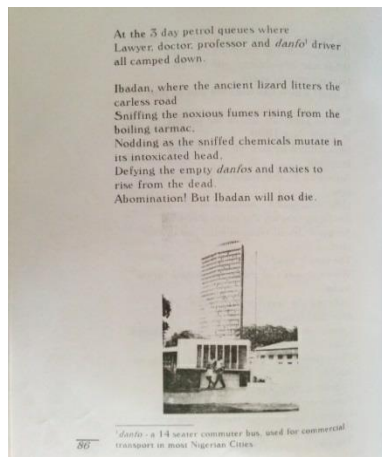 At the 3 day petrol queues where
Lawyer, doctor, professor and danfo¹ driver
all camped down.
Ibadan, where the ancient lizard litters the
carless road
Sniffing the noxious fumes rising from the
boiling tarmac,
Nodding as the sniffed chemicals mutate in
its intoxicated head,
Defying the empty danfos and taxies to
rise from the dead.
Abomination! But Ibadan will not die.
¹danfo - a 14 seater commuter bus, used for commercial
transport in most Nigerian Cities.
86